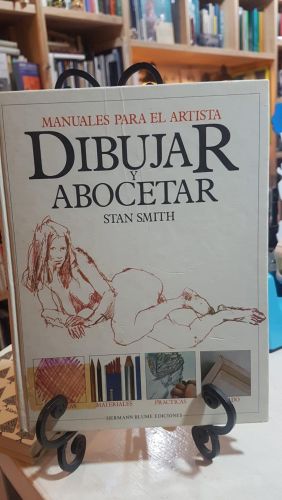 MANUALES PARA EL ARTISTA
DIBUJAR
Y
ABOCETAR
STAN SMITH
MATERIALES
PRACTICAS
HERMANN BLUME EDICIONES